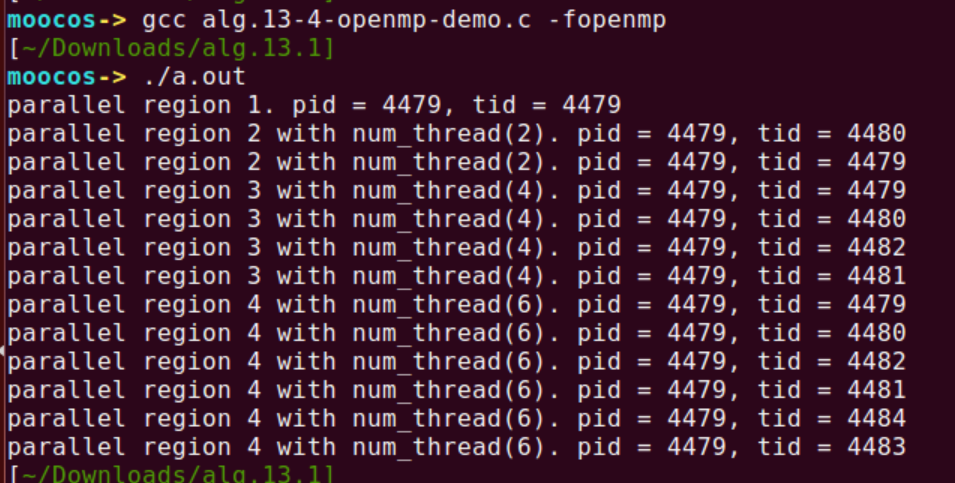 moocos-> gcc alg.13-4-openmp-demo.c -fopenmp
[~/Downloads/alg.13.1]
moocos-> ./a.out
parallel region 1. pid = 4479, tid = 4479
parallel region 2 with num_thread(2). pid = 4479, tid = 4480
parallel region 2 with num_thread(2). pid = 4479, tid = 4479
parallel region 3 with num_thread(4). pid = 4479, tid = 4479
parallel region 3 with num_thread(4). pid = 4479, tid = 4480
parallel region 3 with num_thread(4). pid = 4479, tid = 4482
parallel region 3 with num_thread(4). pid = 4479, tid = 4481
parallel region 4 with num_thread(6). pid = 4479, tid = 4479
parallel region 4 with num_thread(6). pid = 4479, tid = 4480
parallel region 4 with num_thread(6). pid = 4479, tid = 4482
parallel region 4 with num_thread(6). pid = 4479, tid = 4481
parallel region 4 with num_thread(6). pid = 4479, tid = 4484
parallel region 4 with num_thread(6). pid = 4479, tid = 4483
[~/Downloads/alg.13.1]